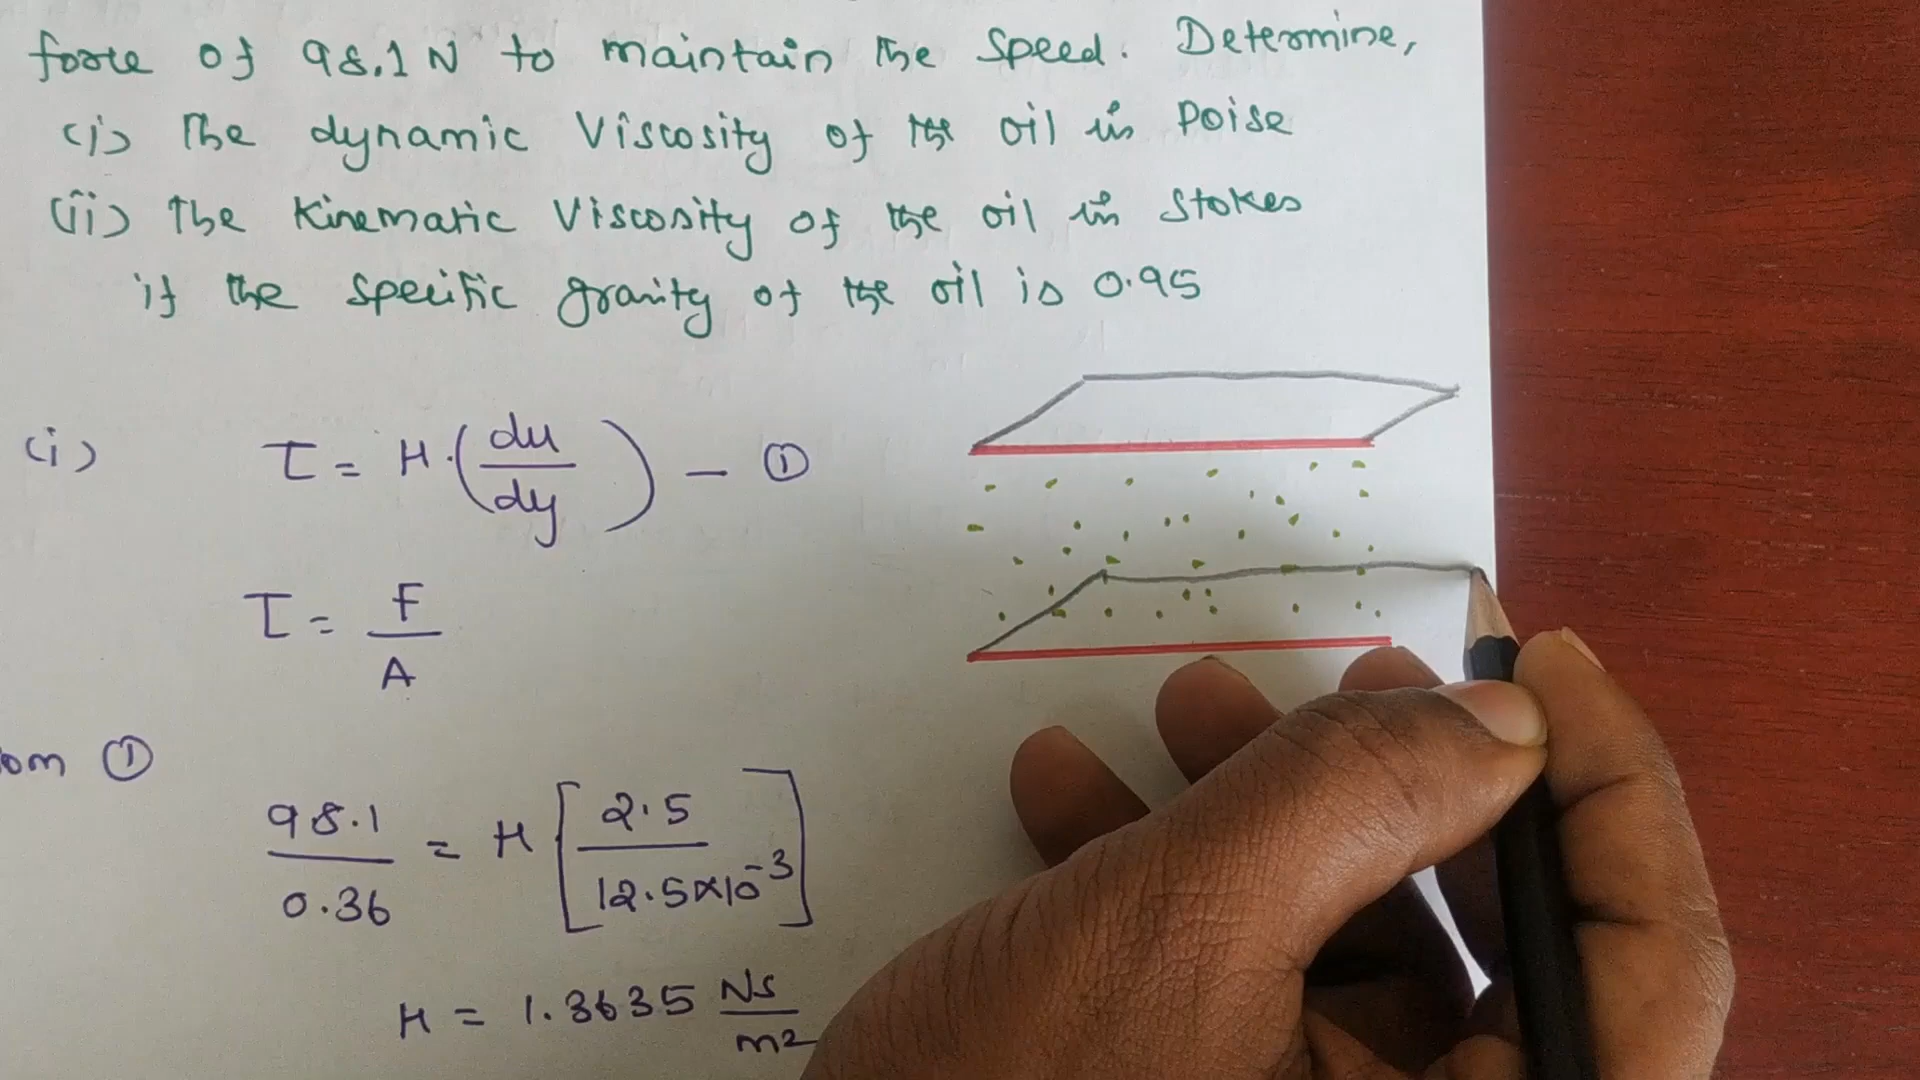 force of 98.1 N to maintain the speed. Determine,
(i) The dynamic Viscosity of the oil in Poise
(ii) The Kinematic Viscosity of the oil in Stokes
if the specific gravity of the oil is 0.95
(i) τ = μ·(du/dy) - ①
τ = F/A
om ①
98.1/0.36 = μ [2.5/12.5×10⁻³]
μ = 1.3635 Ns/m²